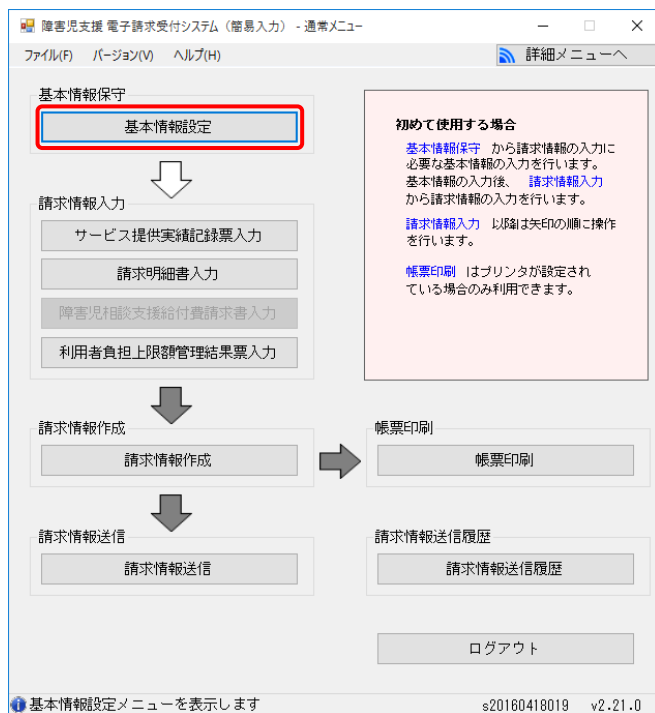 障害児支援 電子請求受付システム（簡易入力） - 通常メニュー
ファイル(F) バージョン(V) ヘルプ(H) 詳細メニューへ
基本情報保守
基本情報設定
初めて使用する場合
基本情報保守 から請求情報の入力に
必要な基本情報の入力を行います。
基本情報の入力後、 請求情報入力
から請求情報の入力を行います。
請求情報入力 以降は矢印の順に操作
を行います。
帳票印刷 はプリンタが設定され
ている場合のみ利用できます。
請求情報入力
サービス提供実績記録票入力
請求明細書入力
障害児相談支援給付費請求書入力
利用者負担上限額管理結果票入力
請求情報作成
請求情報作成
帳票印刷
帳票印刷
請求情報送信
請求情報送信
請求情報送信履歴
請求情報送信履歴
ログアウト
基本情報設定メニューを表示します s20160418019 v2.21.0